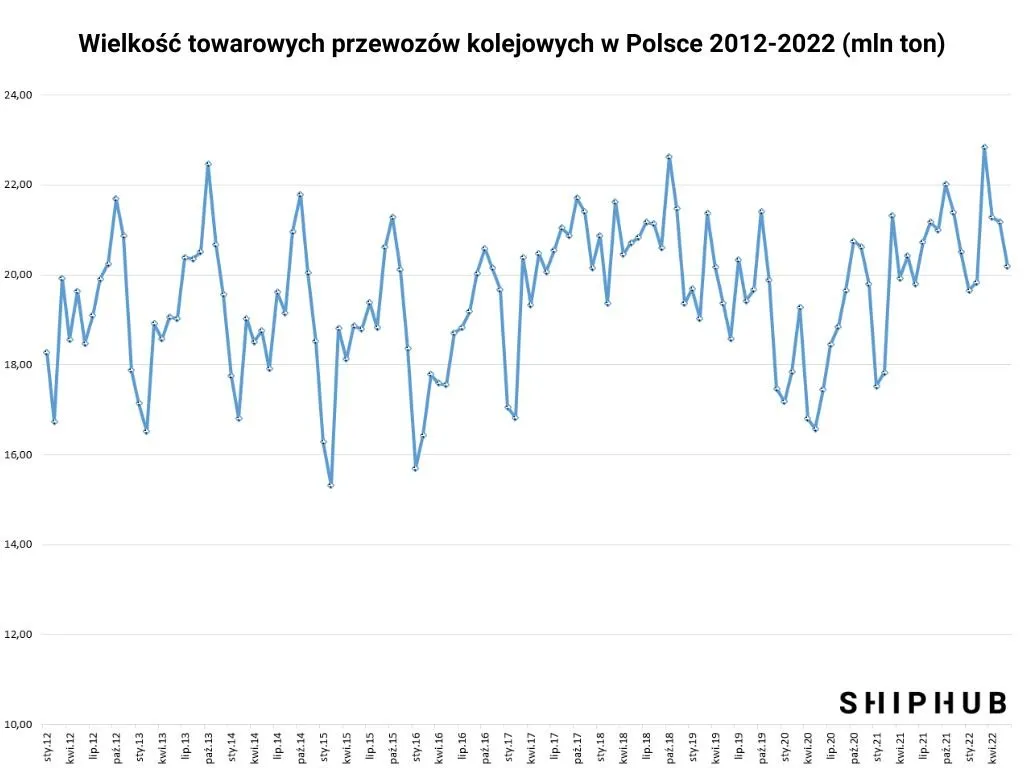 Wielkość towarowych przewozów kolejowych w Polsce 2012-2022 (mln ton)
24,00
22,00
20,00
18,00
16,00
14,00
12,00
10,00
SHIPHUB
sty.12
kwi.12
lip.12
paź.12
sty.13
kwi.13
lip.13
paź.13
sty.14
kwi.14
lip.14
paź.14
sty.15
kwi.15
lip.15
paź.15
sty.16
kwi.16
lip.16
paź.16
sty.17
kwi.17
lip.17
paź.17
sty.18
kwi.18
lip.18
paź.18
sty.19
kwi.19
lip.19
paź.19
sty.20
kwi.20
lip.20
paź.20
sty.21
kwi.21
lip.21
paź.21
sty.22
kwi.22